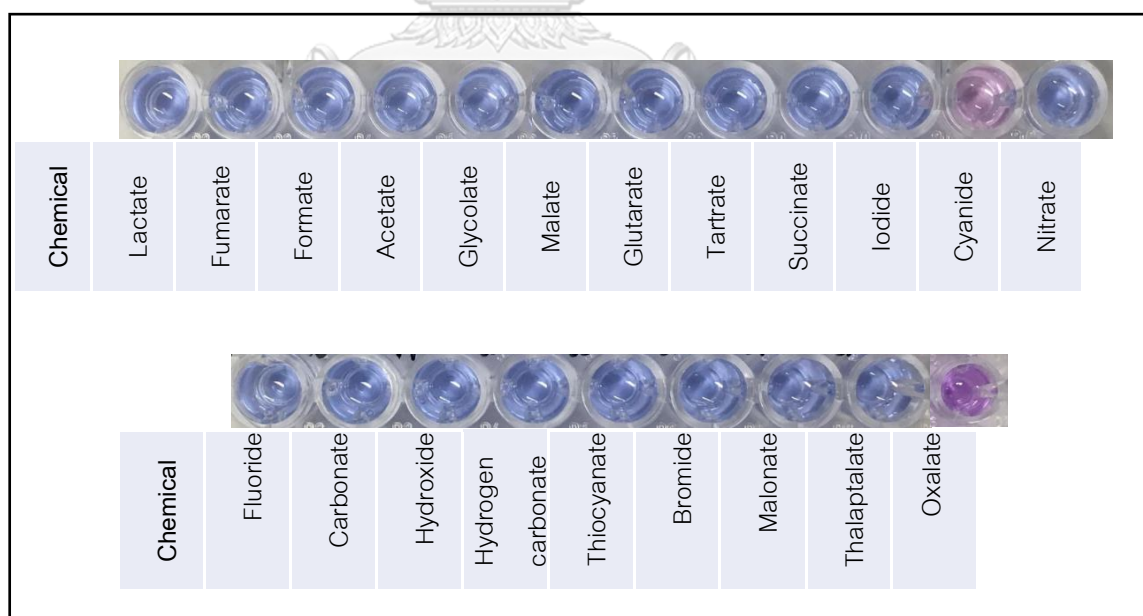 Chemical
Lactate
Fumarate
Formate
Acetate
Glycolate
Malate
Glutarate
Tartrate
Succinate
Iodide
Cyanide
Nitrate
Chemical
Fluoride
Carbonate
Hydroxide
Hydrogen
carbonate
Thiocyanate
Bromide
Malonate
Thalaptalate
Oxalate